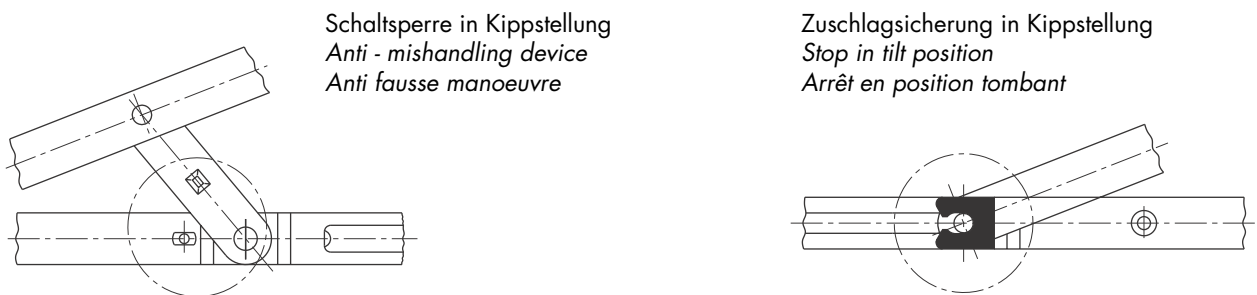 Schaltsperre in Kippstellung
Anti - mishandling device
Anti fausse manoeuvre
Zuschlagsicherung in Kippstellung
Stop in tilt position
Arrêt en position tombant